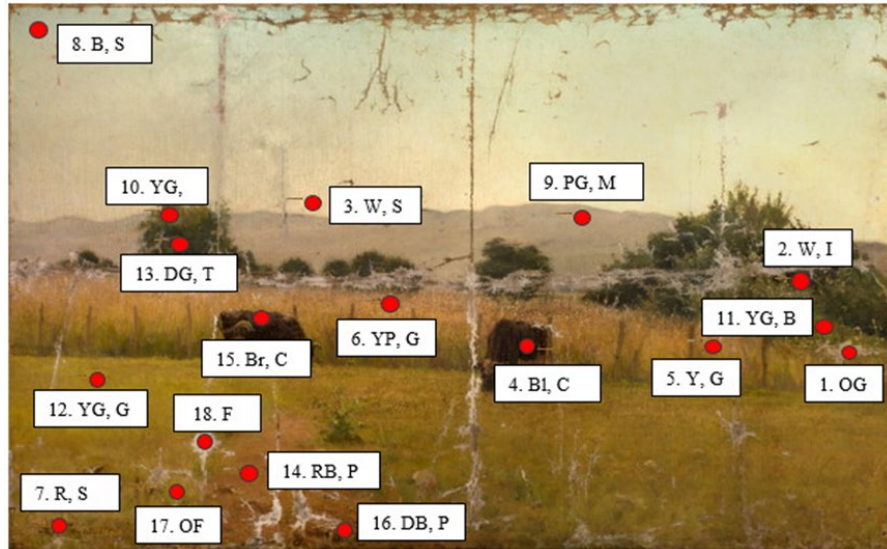 8. B, S
10. YG,
3. W, S
9. PG, M
2. W, I
13. DG, T
6. YP, G
11. YG, B
15. Br, C
4. Bl, C
5. Y, G
1. OG
12. YG, G
18. F
14. RB, P
7. R, S
17. OF
16. DB, P